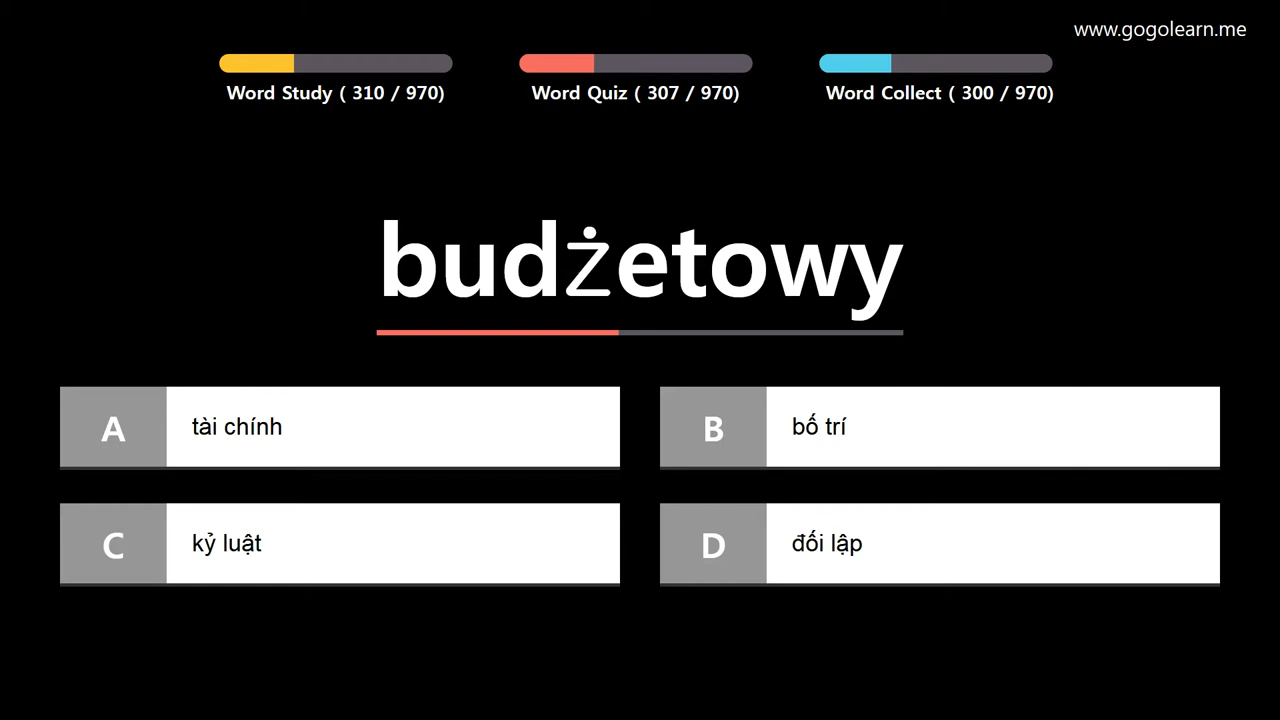 www.gogolearn.me
Word Study ( 310 / 970)
Word Quiz ( 307 / 970)
Word Collect ( 300 / 970)
budżetowy
A
tài chính
B
bố trí
C
kỷ luật
D
đối lập